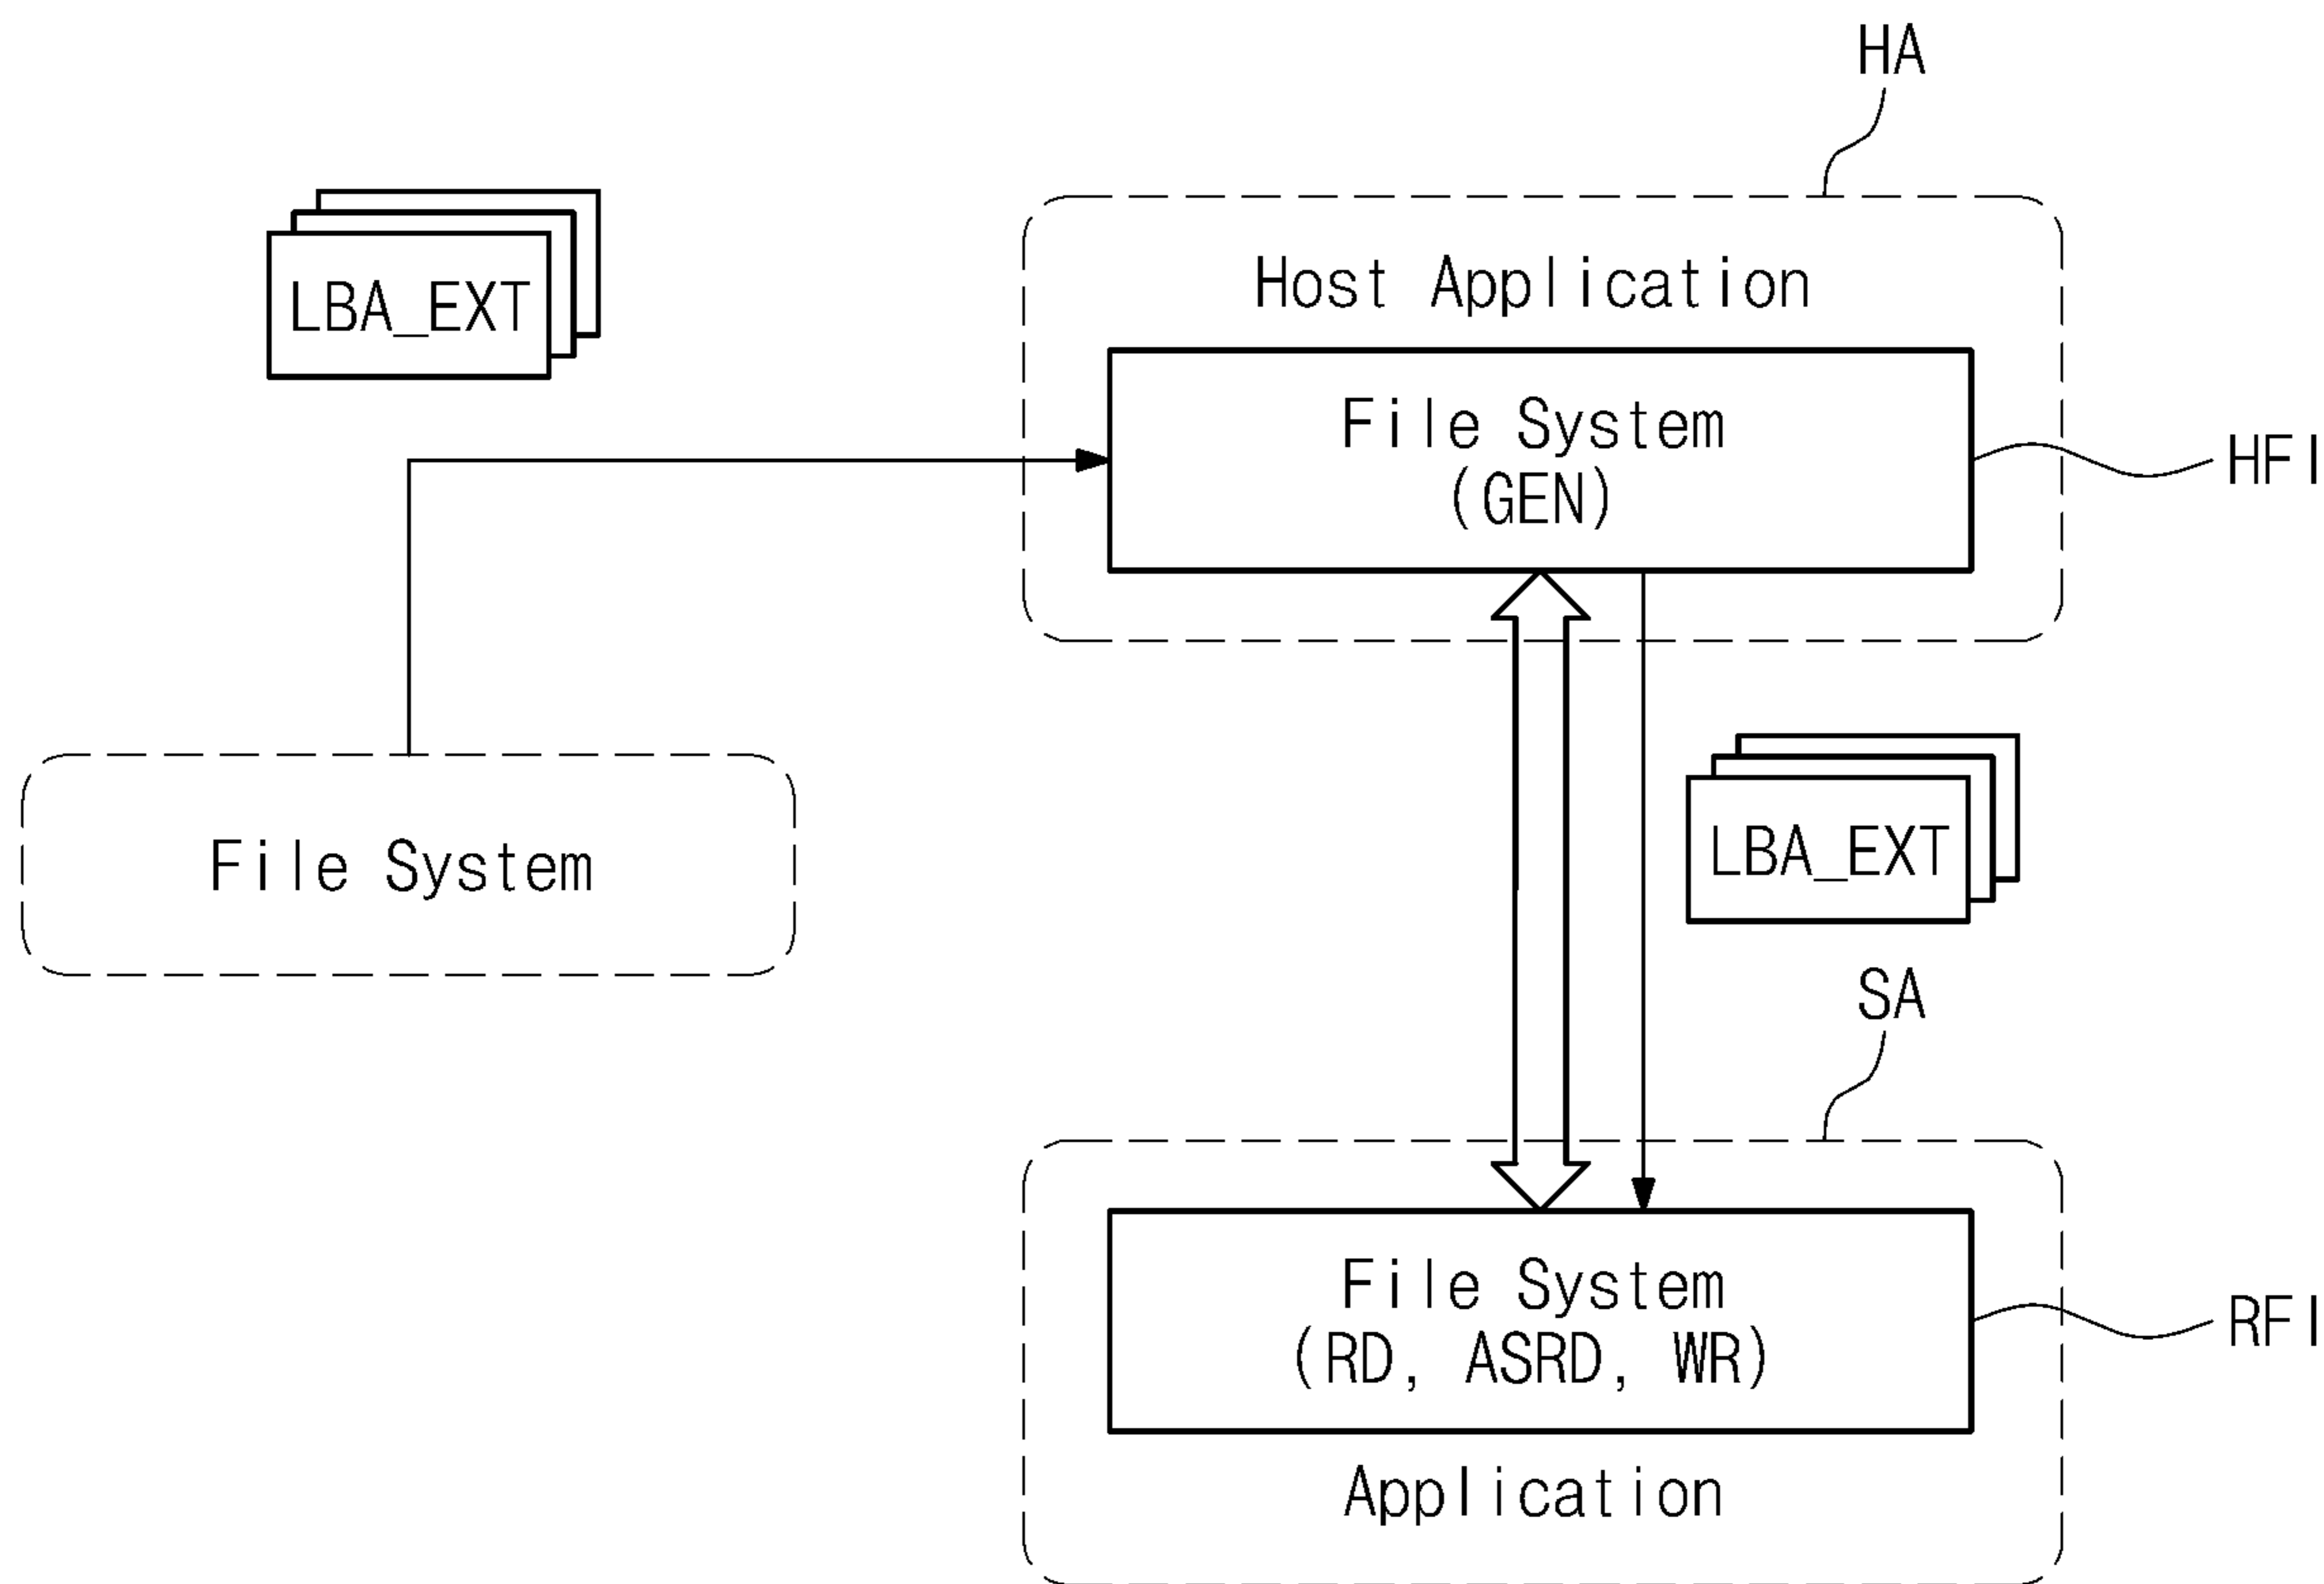 HA
LBA_EXT
Host Application
File System
(GEN)
HFI
File System
LBA_EXT
SA
File System
(RD, ASRD, WR)
RFI
Application